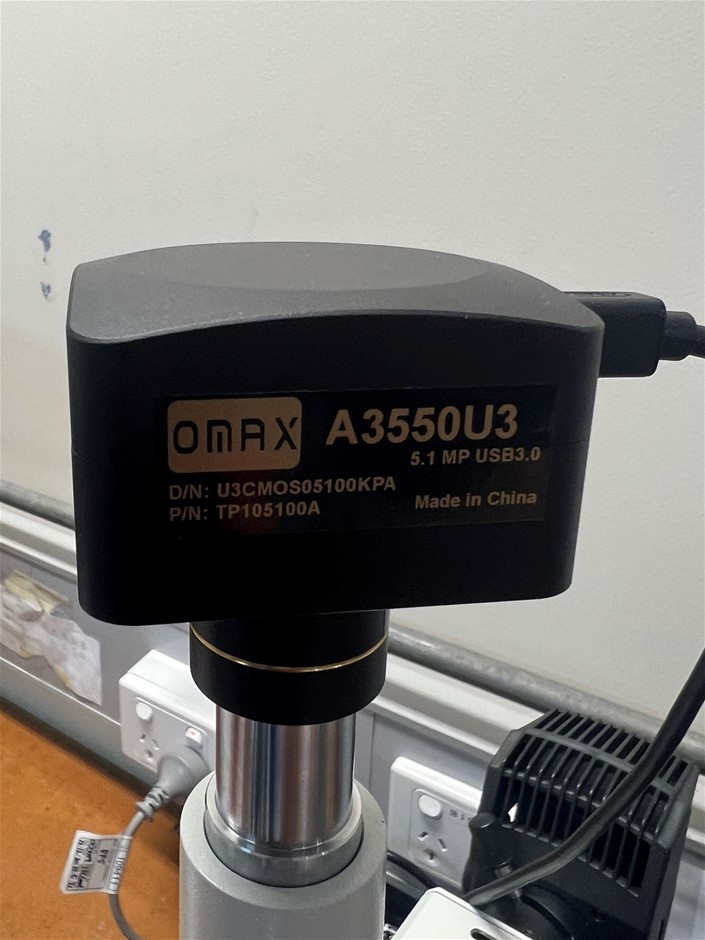 OMAX A3550U3
5.1 MP USB3.0
D/N: U3CMOS05100KPA
P/N: TP105100A
Made in China